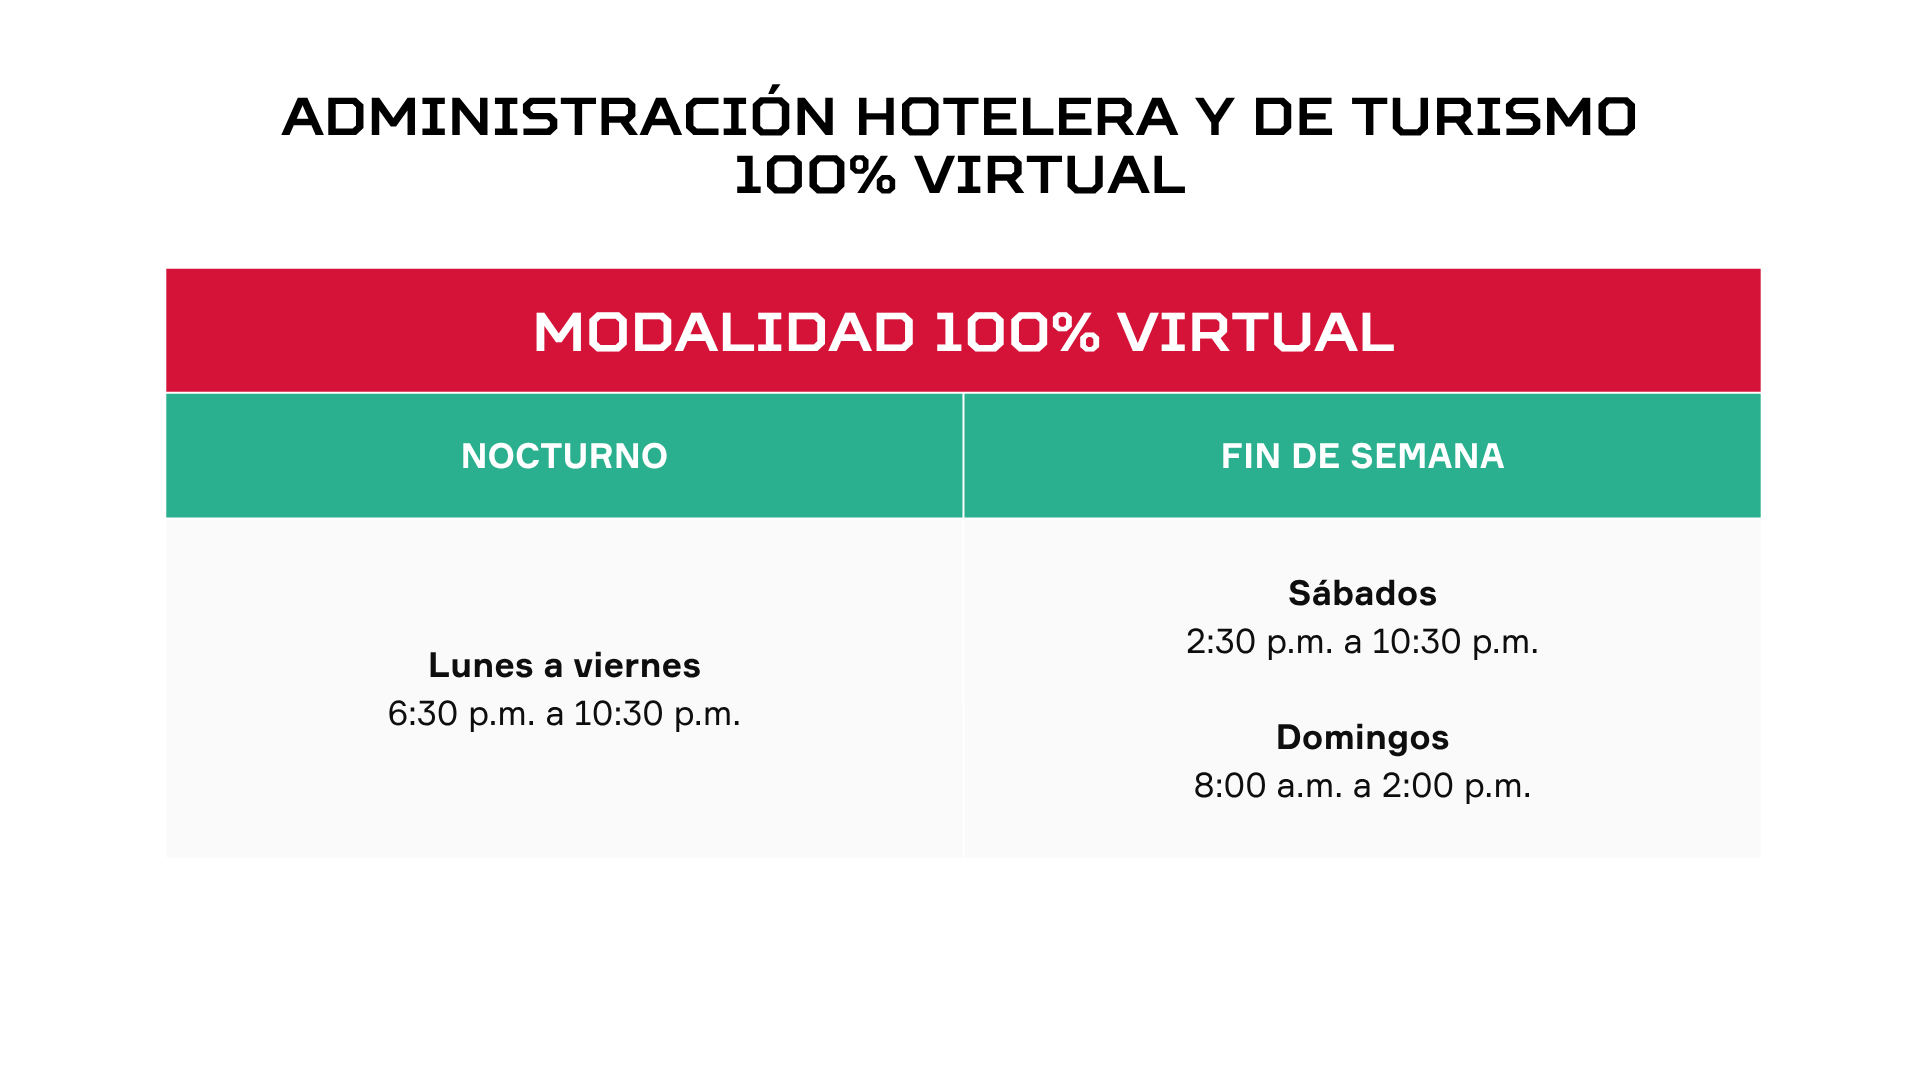 ADMINISTRACIÓN HOTELERA Y DE TURISMO
100% VIRTUAL
MODALIDAD 100% VIRTUAL
NOCTURNO
FIN DE SEMANA
Lunes a viernes
6:30 p.m. a 10:30 p.m.
Sábados
2:30 p.m. a 10:30 p.m.
Domingos
8:00 a.m. a 2:00 p.m.